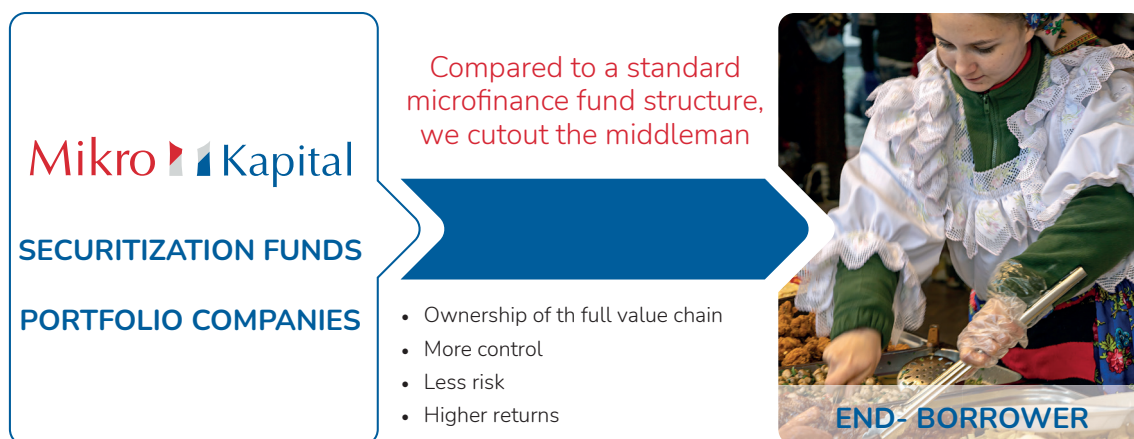 Mikro Kapital
SECURITIZATION FUNDS
PORTFOLIO COMPANIES
Compared to a standard
microfinance fund structure,
we cutout the middleman
• Ownership of th full value chain
• More control
• Less risk
• Higher returns
END- BORROWER